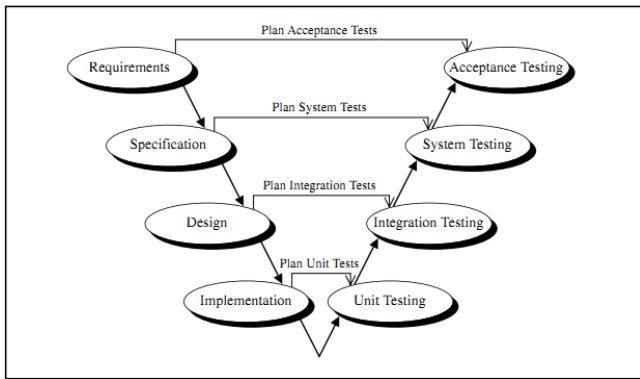 Plan Acceptance Tests
Requirements
Acceptance Testing
Plan System Tests
Specification
System Testing
Plan Integration Tests
Design
Integration Testing
Plan Unit Tests
Implementation
Unit Testing